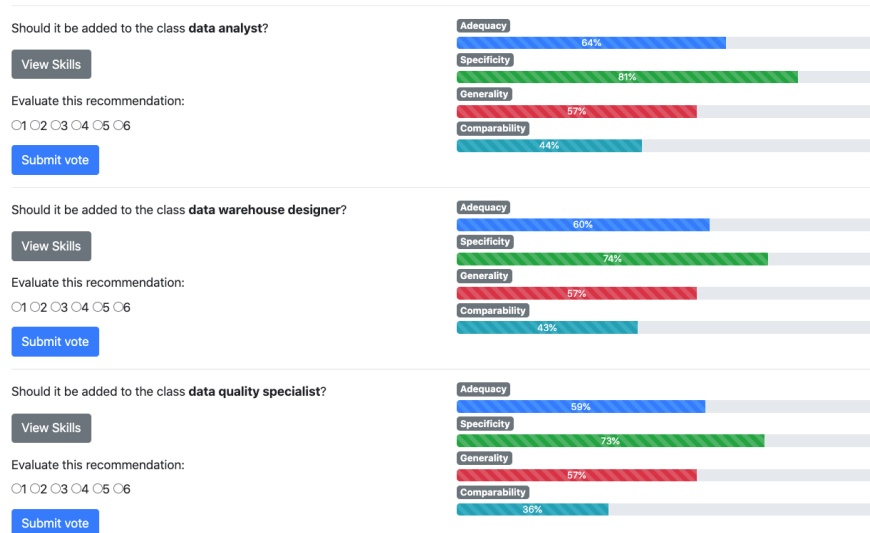 Should it be added to the class data analyst?
View Skills
Evaluate this recommendation:
1 2 3 4 5 6
Submit vote
Adequacy
64%
Specificity
81%
Generality
57%
Comparability
44%
Should it be added to the class data warehouse designer?
View Skills
Evaluate this recommendation:
1 2 3 4 5 6
Submit vote
Adequacy
60%
Specificity
74%
Generality
57%
Comparability
43%
Should it be added to the class data quality specialist?
View Skills
Evaluate this recommendation:
1 2 3 4 5 6
Submit vote
Adequacy
59%
Specificity
73%
Generality
57%
Comparability
36%